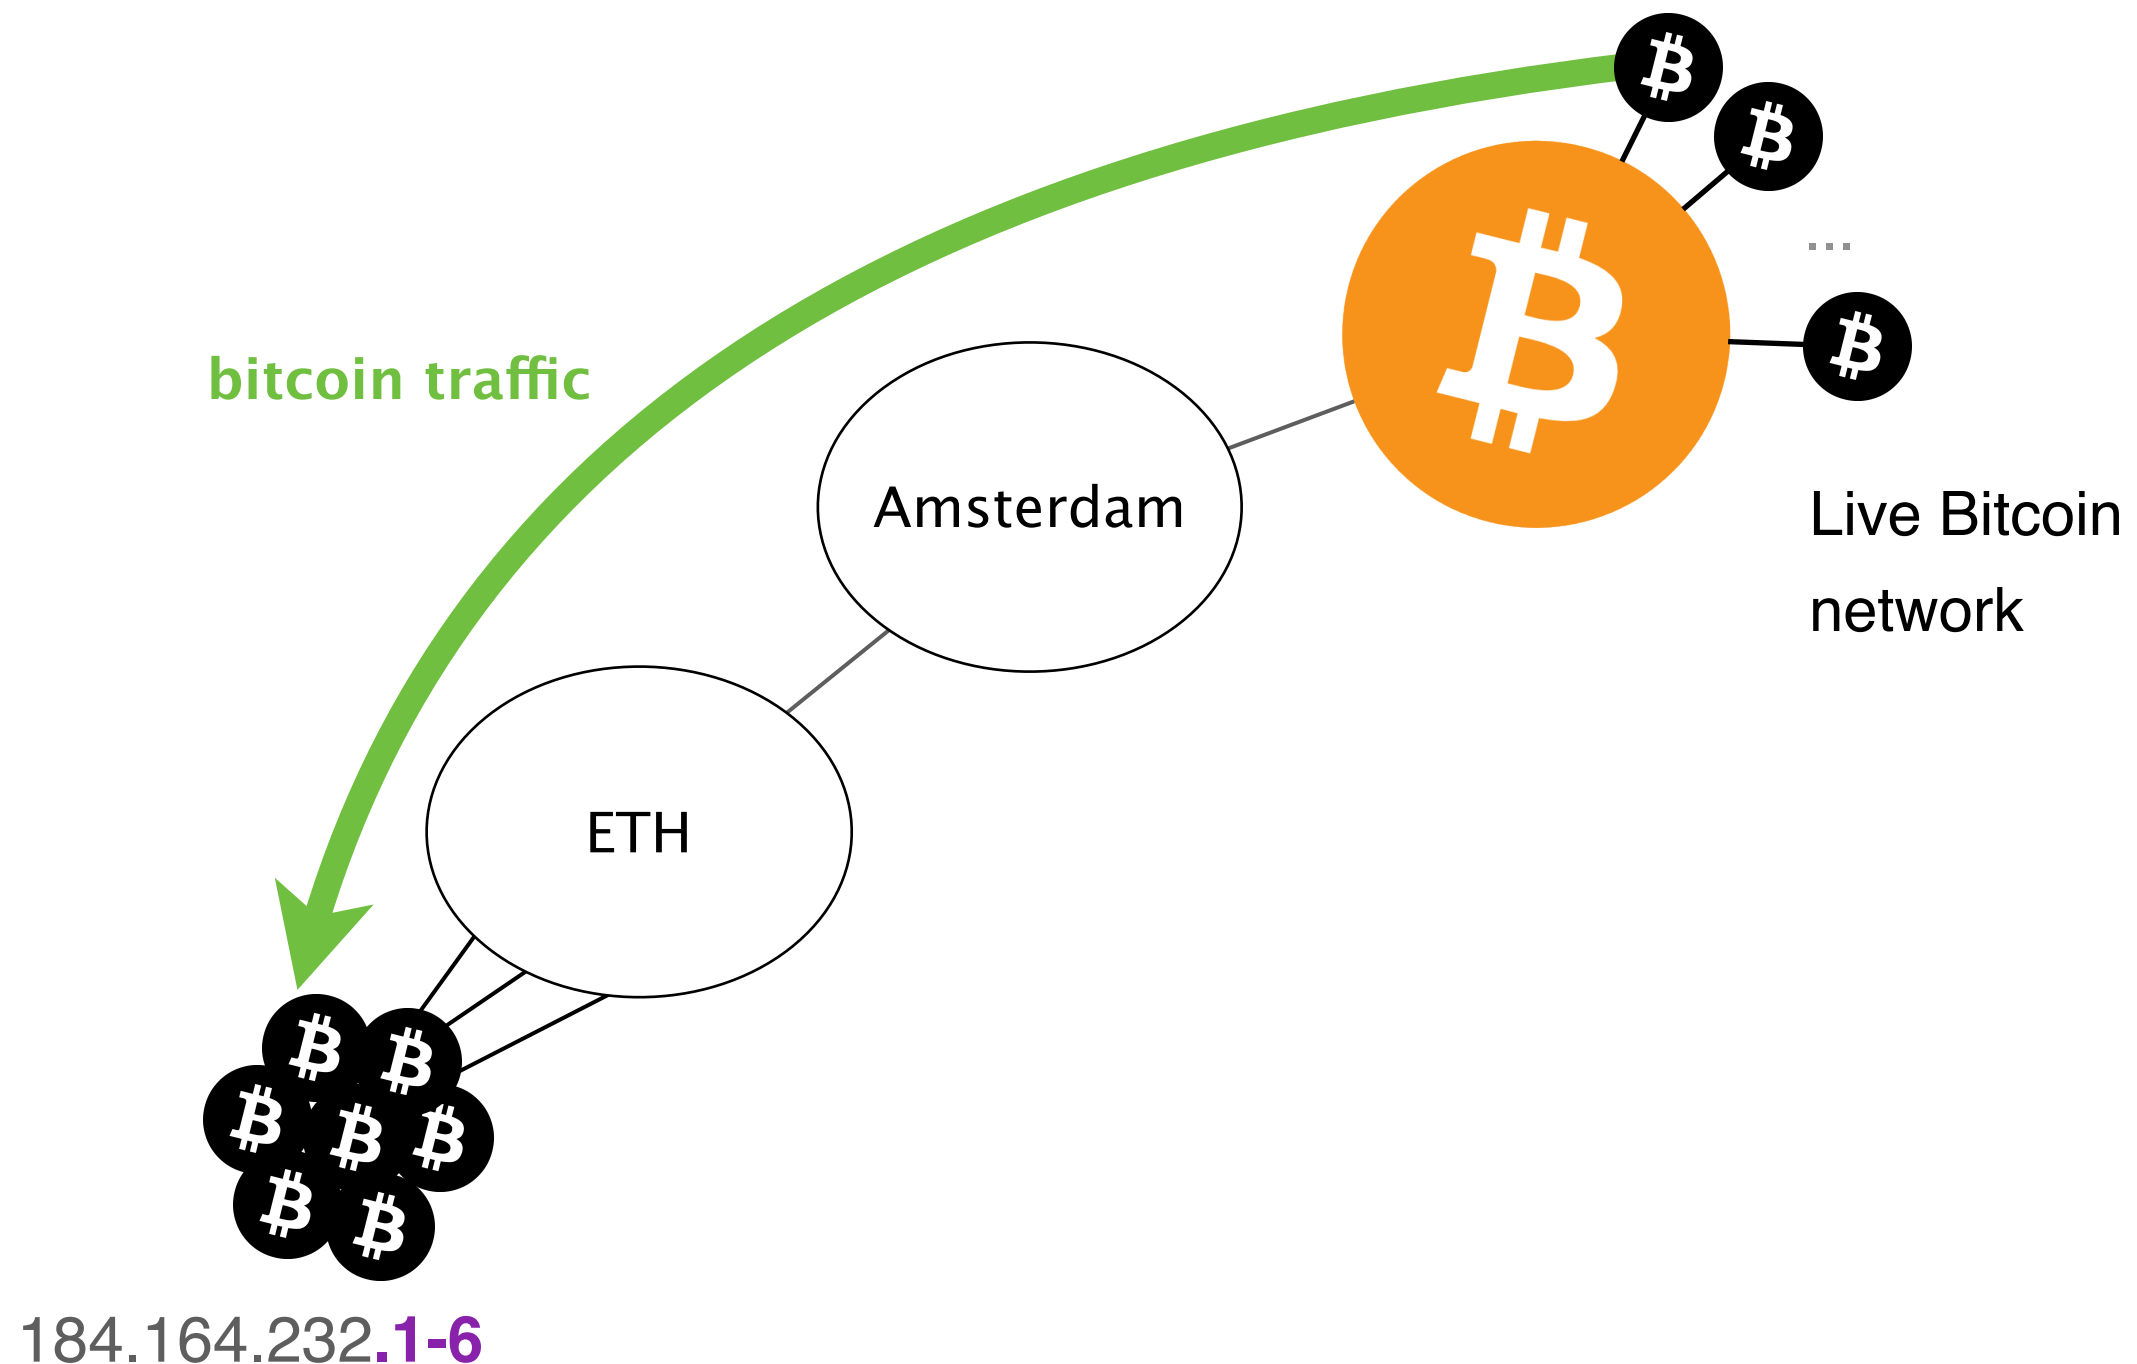 bitcoin traffic
...
Amsterdam
Live Bitcoin
network
ETH
184.164.232.1-6